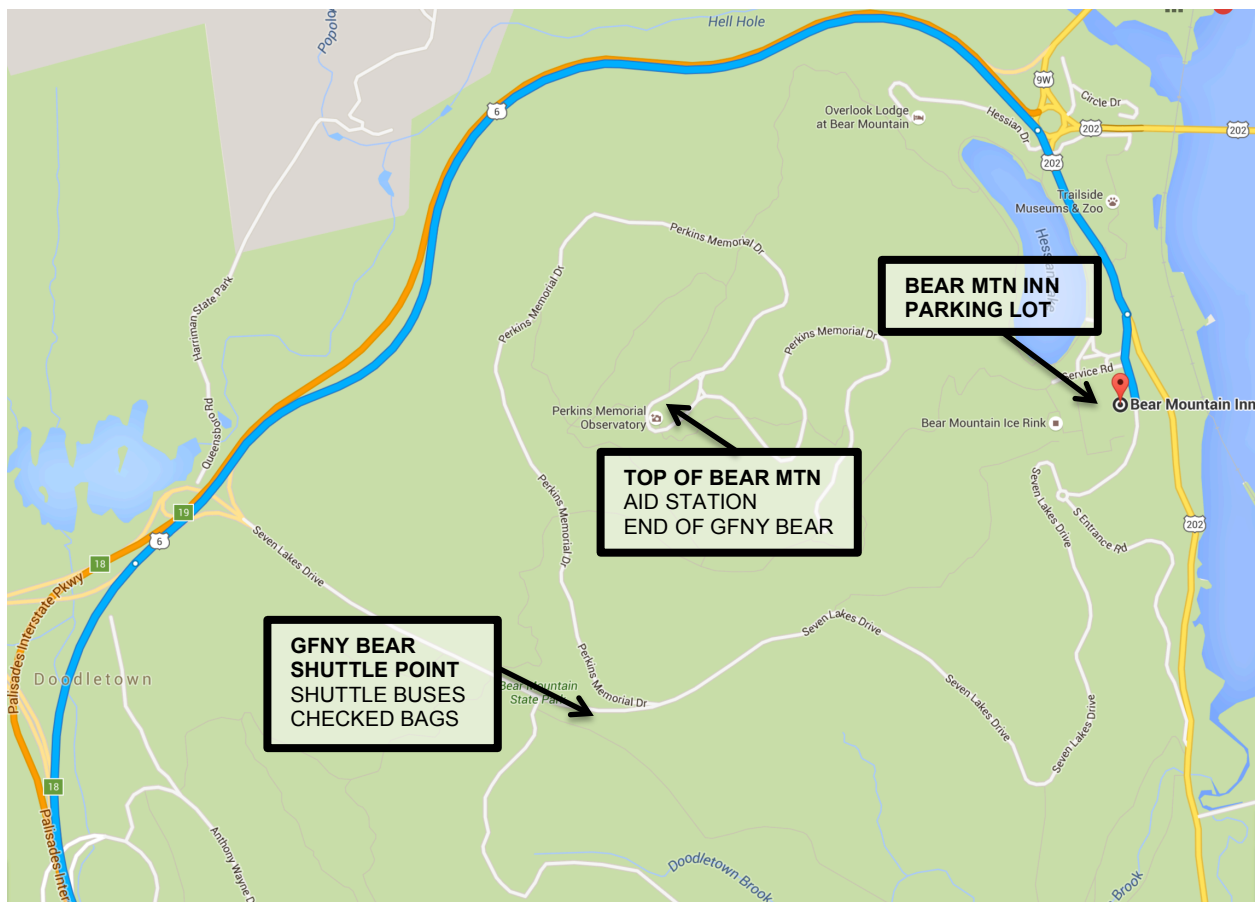 Hell Hole
Popolo
9W
Circle Dr
6
Overlook Lodge
at Bear Mountain
Hessian Dr
202
202
202
Trailside
Museums & Zoo
Perkins Memorial Dr
Harriman State Park
Perkins Memorial Dr
BEAR MTN INN
PARKING LOT
Perkins Memorial Dr
Service Rd
Bear Mountain Inn
Perkins Memorial
Observatory
Bear Mountain Ice Rink
Queensboro Rd
TOP OF BEAR MTN
AID STATION
END OF GFNY BEAR
Seven Lakes Drive
S Entrance Rd
202
19
6
18
Perkins Memorial Dr
Seven Lakes Drive
Palisades Interstate Pkwy
GFNY BEAR
SHUTTLE POINT
SHUTTLE BUSES
CHECKED BAGS
Seven Lakes Drive
Doodletown
Bear Mountain
State Park
Perkins Memorial Dr
Seven Lakes Drive
Seven Lakes Drive
18
Palisades Inter
Anthony Wayne D
Doodletown
Brook
Doodletown Brook